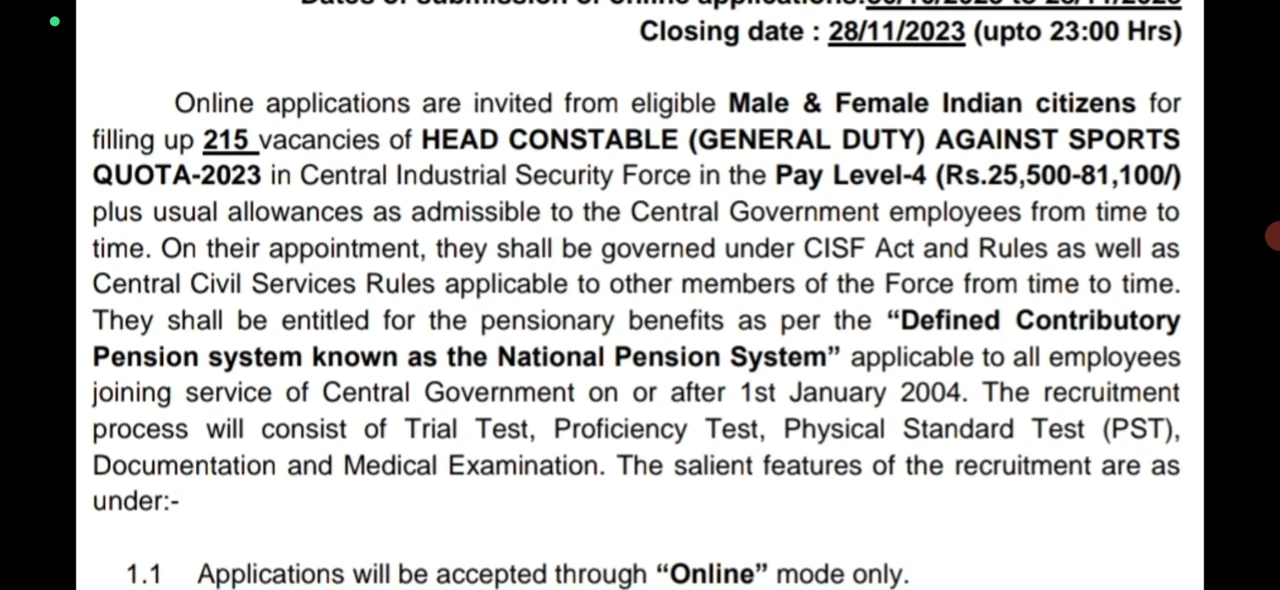 Closing date : 28/11/2023 (upto 23:00 Hrs)
Online applications are invited from eligible Male & Female Indian citizens for
filling up 215 vacancies of HEAD CONSTABLE (GENERAL DUTY) AGAINST SPORTS
QUOTA-2023 in Central Industrial Security Force in the Pay Level-4 (Rs.25,500-81,100/)
plus usual allowances as admissible to the Central Government employees from time to
time. On their appointment, they shall be governed under CISF Act and Rules as well as
Central Civil Services Rules applicable to other members of the Force from time to time.
They shall be entitled for the pensionary benefits as per the “Defined Contributory
Pension system known as the National Pension System” applicable to all employees
joining service of Central Government on or after 1st January 2004. The recruitment
process will consist of Trial Test, Proficiency Test, Physical Standard Test (PST),
Documentation and Medical Examination. The salient features of the recruitment are as
under:-
1.1 Applications will be accepted through “Online” mode only.